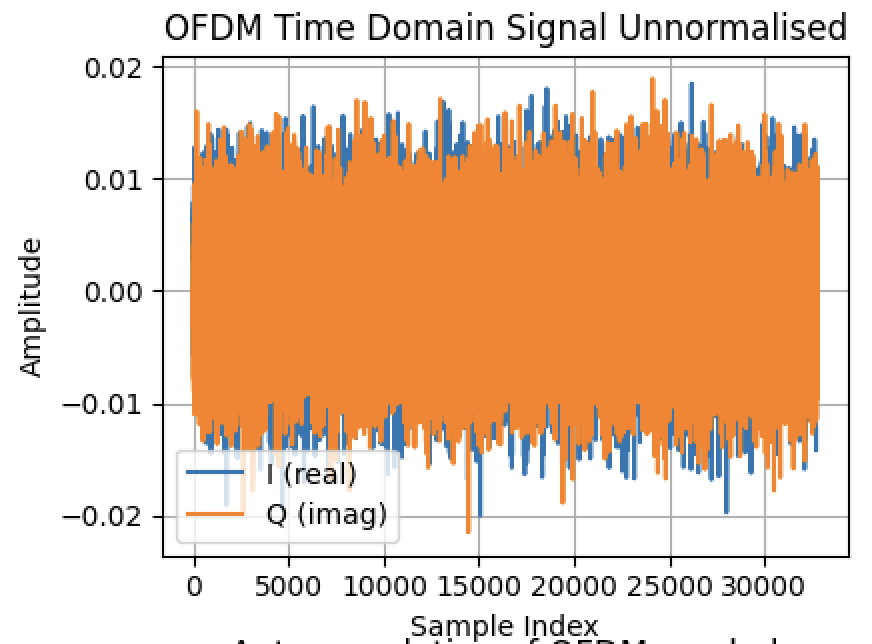 OFDM Time Domain Signal Unnormalised
0.02
0.01
0.00
−0.01
−0.02
Amplitude
I (real)
Q (imag)
0 5000 10000 15000 20000 25000 30000
Sample Index